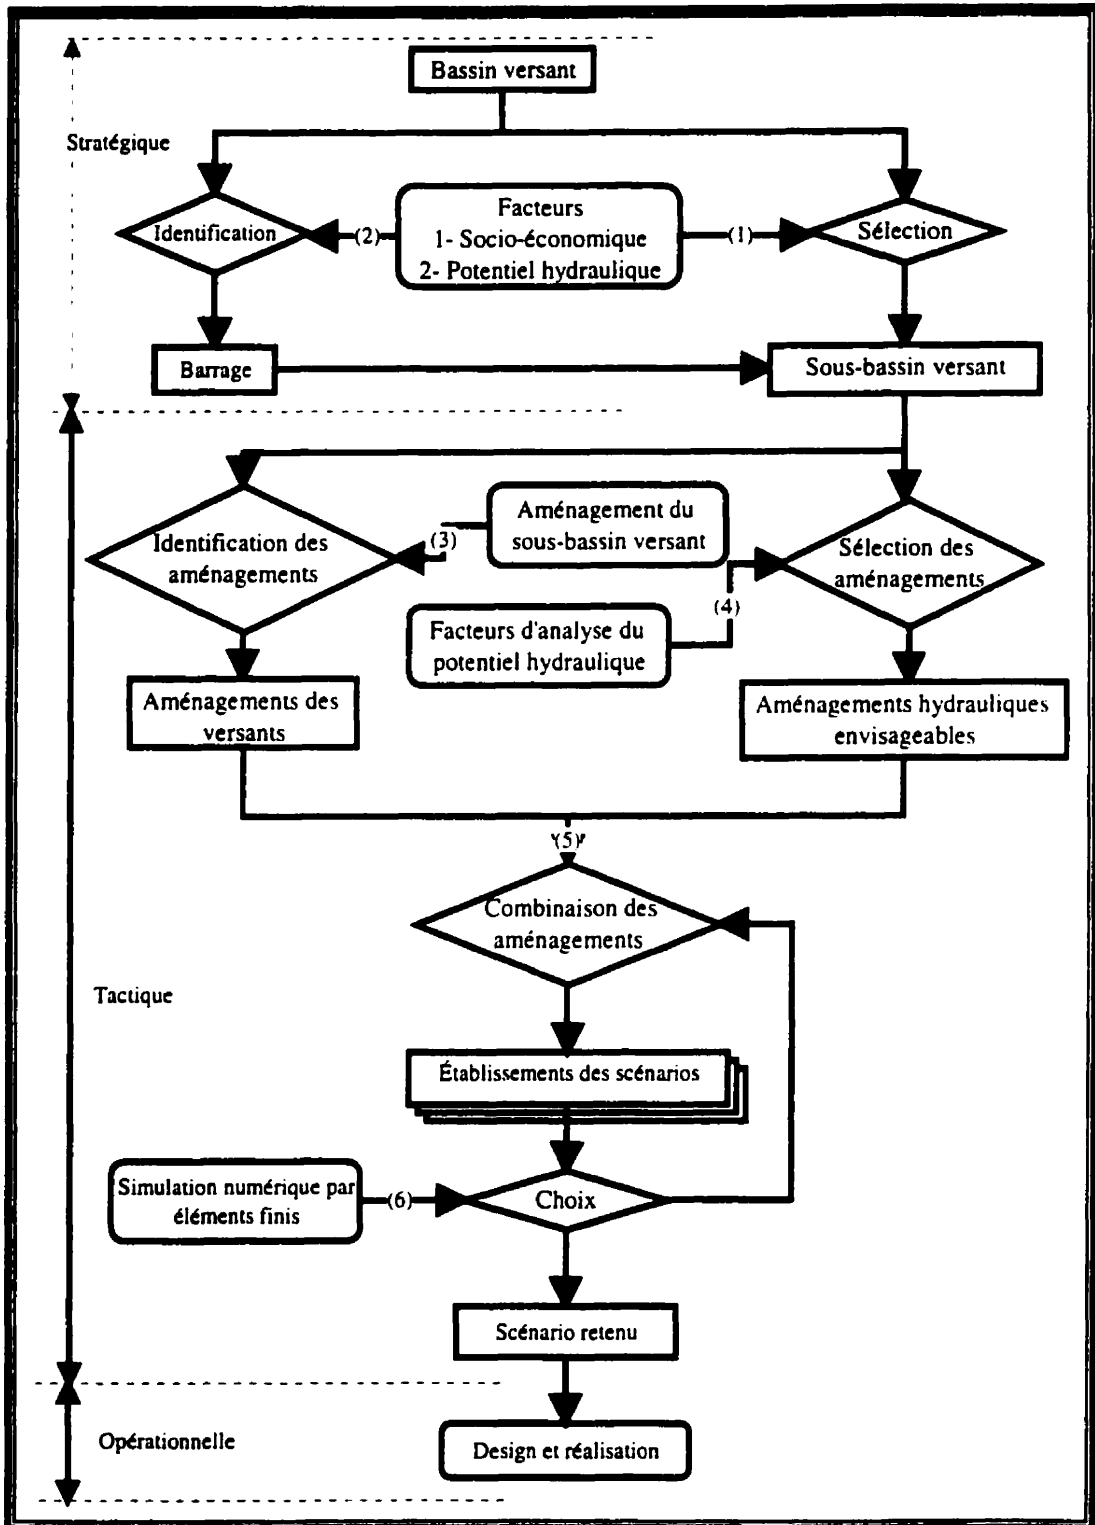 Bassin versant
Stratégique
Identification
(2)
Facteurs
1- Socio-économique
2- Potentiel hydraulique
(1)
Sélection
Barrage
Sous-bassin versant
Identification des
aménagements
(3)
Aménagement du
sous-bassin versant
Sélection des
aménagements
(4)
Facteurs d'analyse du
potentiel hydraulique
Aménagements des
versants
Aménagements hydrauliques
envisageables
(5)
Combinaison des
aménagements
Tactique
Établissements des scénarios
Simulation numérique par
éléments finis
(6)
Choix
Scénario retenu
Opérationnelle
Design et réalisation